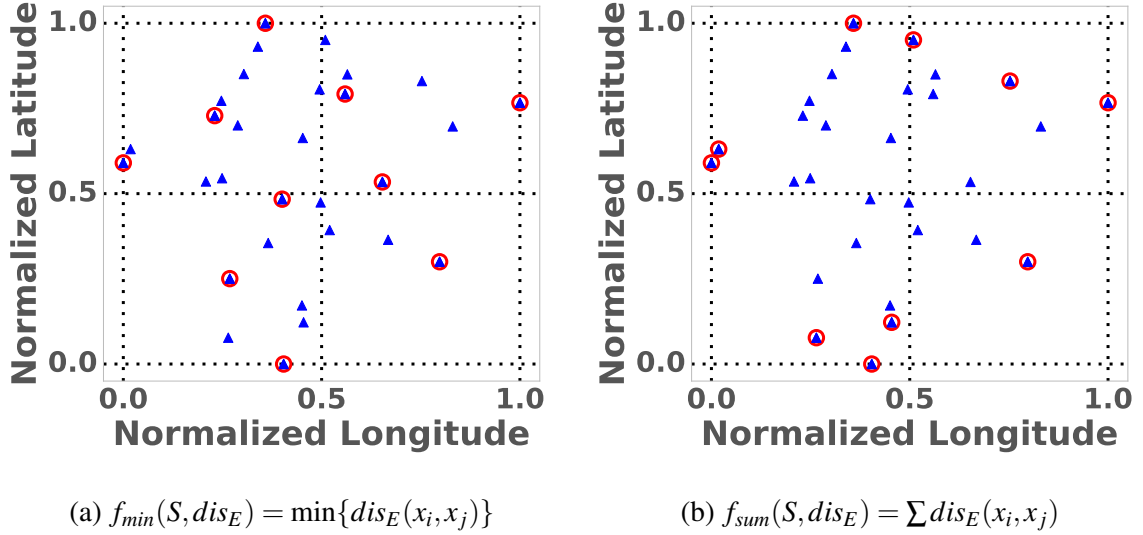 Normalized Latitude
1.0
0.5
0.0
0.0 0.5 1.0
Normalized Longitude
(a) f_min(S, dis_E) = min{dis_E(x_i, x_j)}
Normalized Latitude
1.0
0.5
0.0
0.0 0.5 1.0
Normalized Longitude
(b) f_sum(S, dis_E) = ∑ dis_E(x_i, x_j)